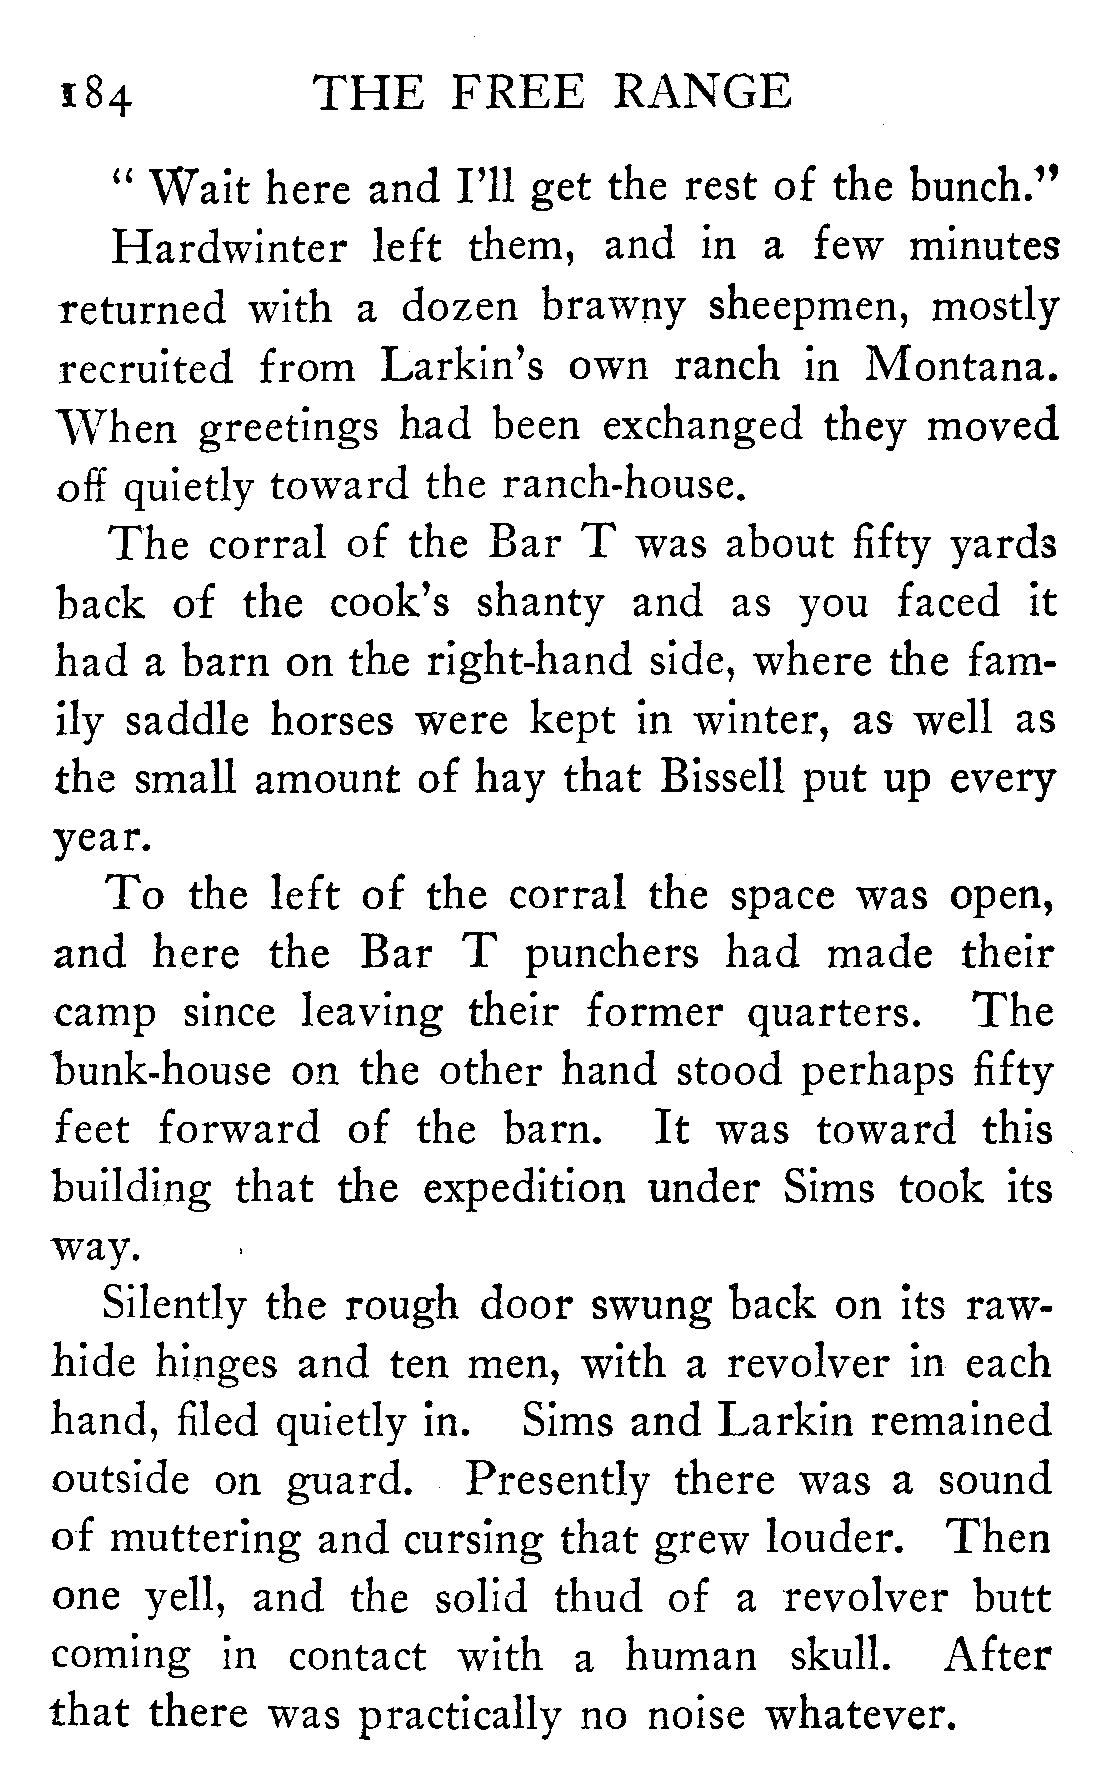 184 THE FREE RANGE
" Wait here and I'll get the rest of the bunch."
Hardwinter left them, and in a few minutes
returned with a dozen brawny sheepmen, mostly
recruited from Larkin's own ranch in Montana.
When greetings had been exchanged they moved
off quietly toward the ranch-house.
The corral of the Bar T was about fifty yards
back of the cook's shanty and as you faced it
had a barn on the right-hand side, where the fam-
ily saddle horses were kept in winter, as well as
the small amount of hay that Bissell put up every
year.
To the left of the corral the space was open,
and here the Bar T punchers had made their
camp since leaving their former quarters. The
bunk-house on the other hand stood perhaps fifty
feet forward of the barn. It was toward this
building that the expedition under Sims took its
way.
Silently the rough door swung back on its raw-
hide hinges and ten men, with a revolver in each
hand, filed quietly in. Sims and Larkin remained
outside on guard. Presently there was a sound
of muttering and cursing that grew louder. Then
one yell, and the solid thud of a revolver butt
coming in contact with a human skull. After
that there was practically no noise whatever.